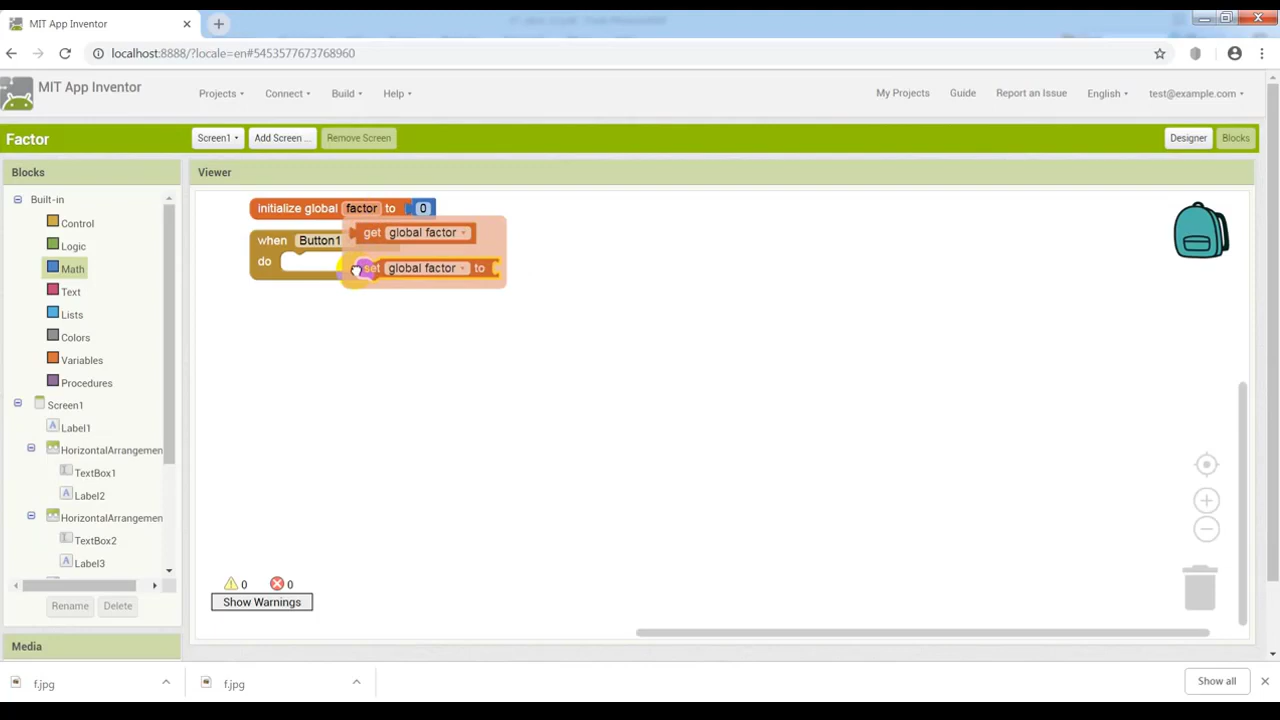 MIT App Inventor
localhost:8888/?locale=en#5453577673768960
MIT App Inventor
Projects
Connect
Build
Help
My Projects
Guide
Report an Issue
English
test@example.com
Factor
Screen1
Add Screen ...
Remove Screen
Designer
Blocks
Blocks
Viewer
Built-in
Control
Logic
Math
Text
Lists
Colors
Variables
Procedures
Screen1
Label1
HorizontalArrangemen
TextBox1
Label2
HorizontalArrangemen
TextBox2
Label3
Rename
Delete
Media
initialize global factor to 0
when Button1
do
get global factor
set global factor to
0
0
Show Warnings
f.jpg
f.jpg
Show all